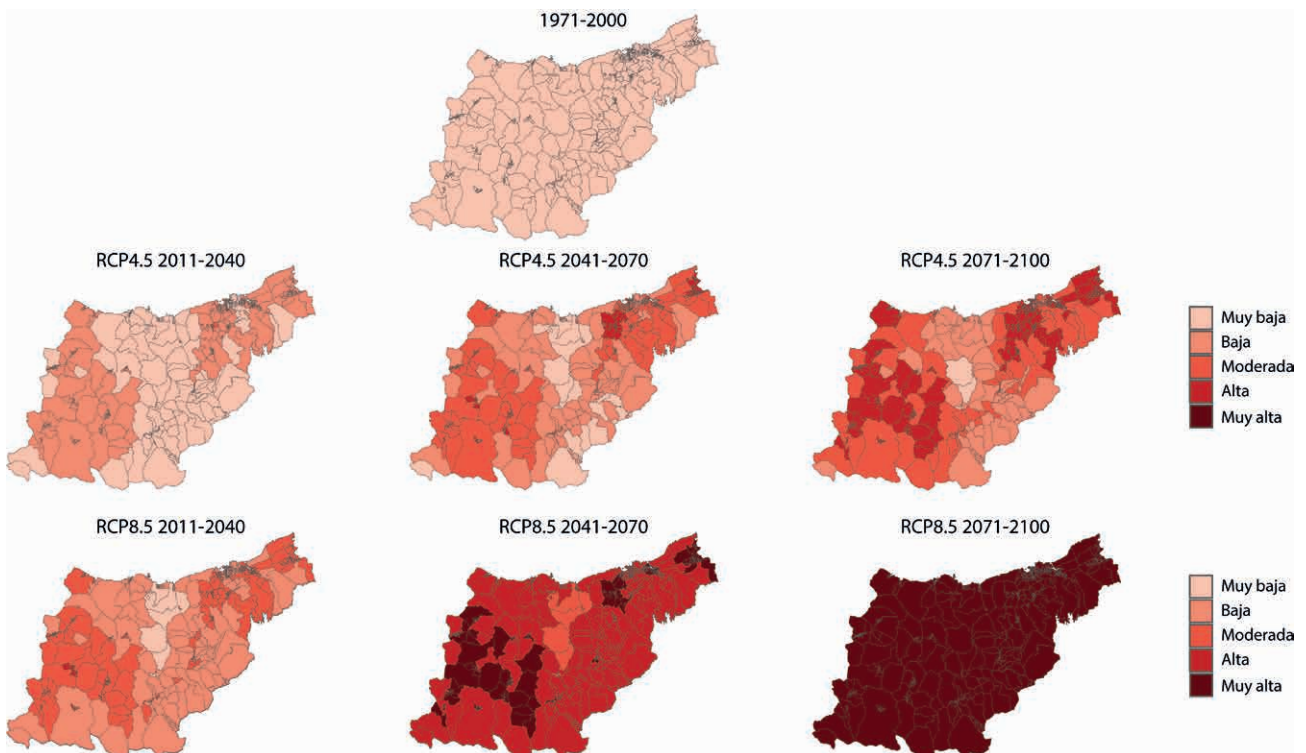 1971-2000
RCP4.5 2011-2040
RCP4.5 2041-2070
RCP4.5 2071-2100
Muy baja
Baja
Moderada
Alta
Muy alta
RCP8.5 2011-2040
RCP8.5 2041-2070
RCP8.5 2071-2100
Muy baja
Baja
Moderada
Alta
Muy alta